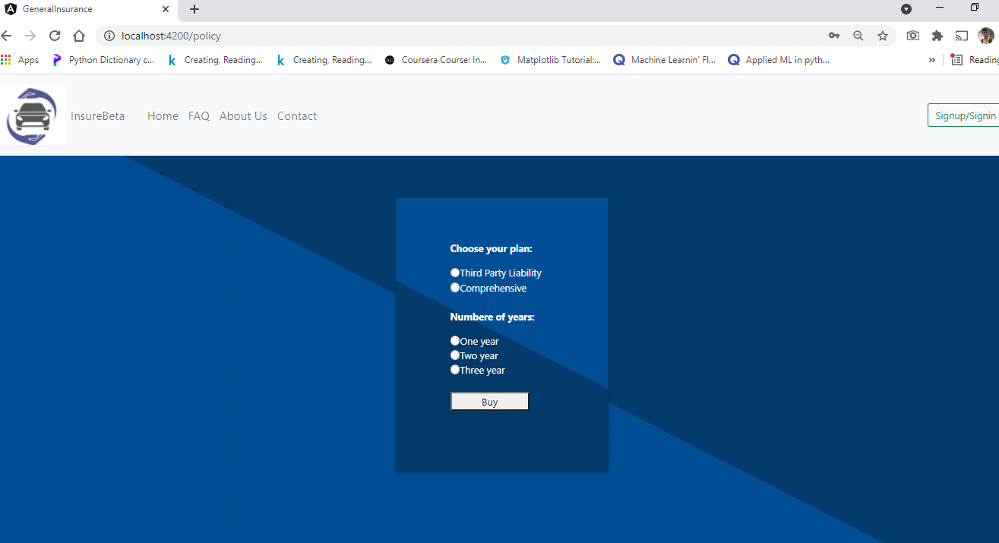 GeneralInsurance
localhost:4200/policy
Apps Python Dictionary c... Creating, Reading... Creating, Reading... AG Coursera Course: In... Matplotlib Tutorial:... Machine Learnin' Fl... Applied ML in pyth... » Reading
InsureBeta Home FAQ About Us Contact Signup/Signin
Choose your plan:
Third Party Liability
Comprehensive
Numbere of years:
One year
Two year
Three year
Buy